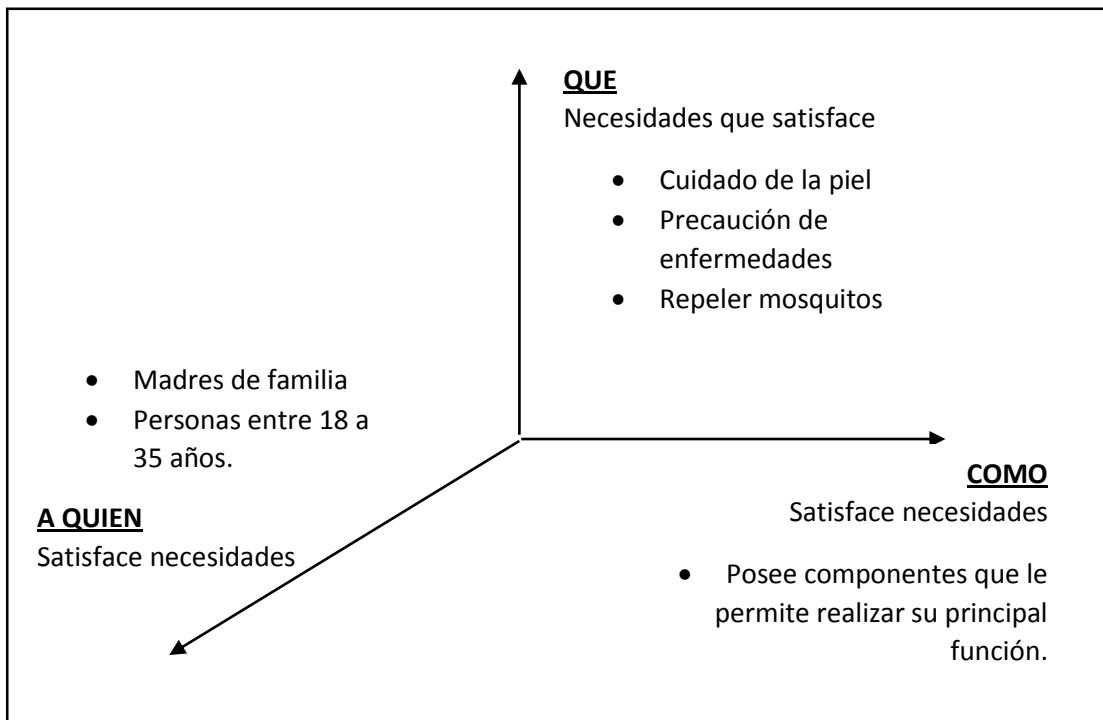 QUE
Necesidades que satisface
• Cuidado de la piel
• Precaución de
enfermedades
• Repeler mosquitos
• Madres de familia
• Personas entre 18 a
35 años.
A QUIEN
Satisface necesidades
COMO
Satisface necesidades
• Posee componentes que le
permite realizar su principal
función.